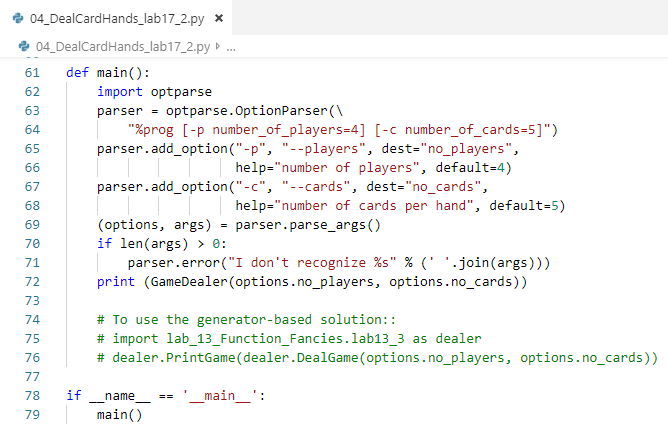 04_DealCardHands_lab17_2.py ×
04_DealCardHands_lab17_2.py ▸ ...
61 def main():
62     import optparse
63     parser = optparse.OptionParser(\
64         "%prog [-p number_of_players=4] [-c number_of_cards=5]")
65     parser.add_option("-p", "--players", dest="no_players",
66                       help="number of players", default=4)
67     parser.add_option("-c", "--cards", dest="no_cards",
68                       help="number of cards per hand", default=5)
69     (options, args) = parser.parse_args()
70     if len(args) > 0:
71         parser.error("I don't recognize %s" % (' '.join(args)))
72     print (GameDealer(options.no_players, options.no_cards))
73
74     # To use the generator-based solution::
75     # import lab_13_Function_Fancies.lab13_3 as dealer
76     # dealer.PrintGame(dealer.DealGame(options.no_players, options.no_cards))
77
78 if __name__ == '__main__':
79     main()